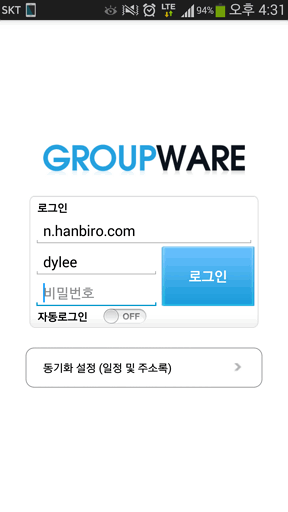 SKT LTE 94% 오후 4:31
GROUPWARE
로그인
n.hanbiro.com
dylee
로그인
비밀번호
자동로그인 OFF
동기화 설정 (일정 및 주소록)